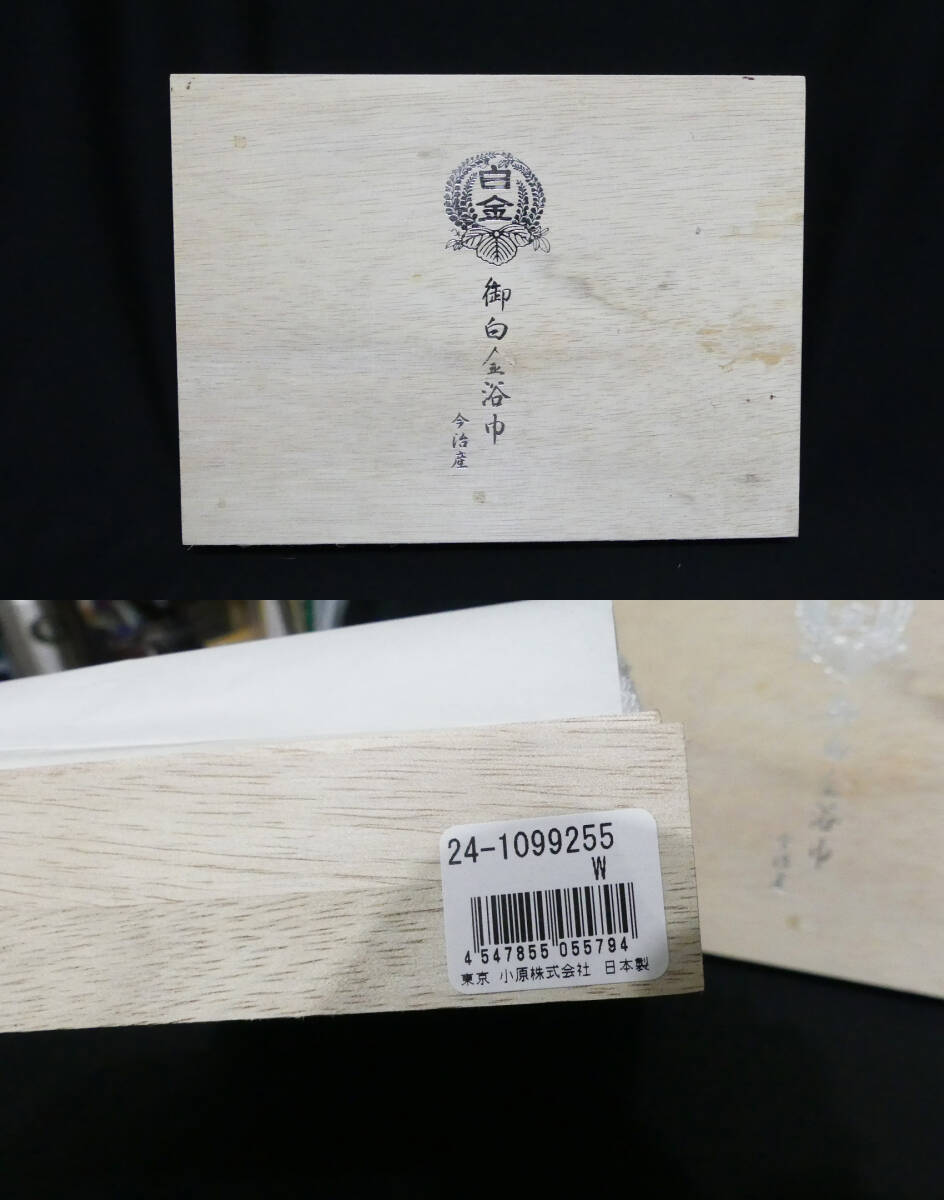 白金
御白金浴巾
今治産
24-1099255
W
4 547855 055794
東京 小原株式会社 日本製